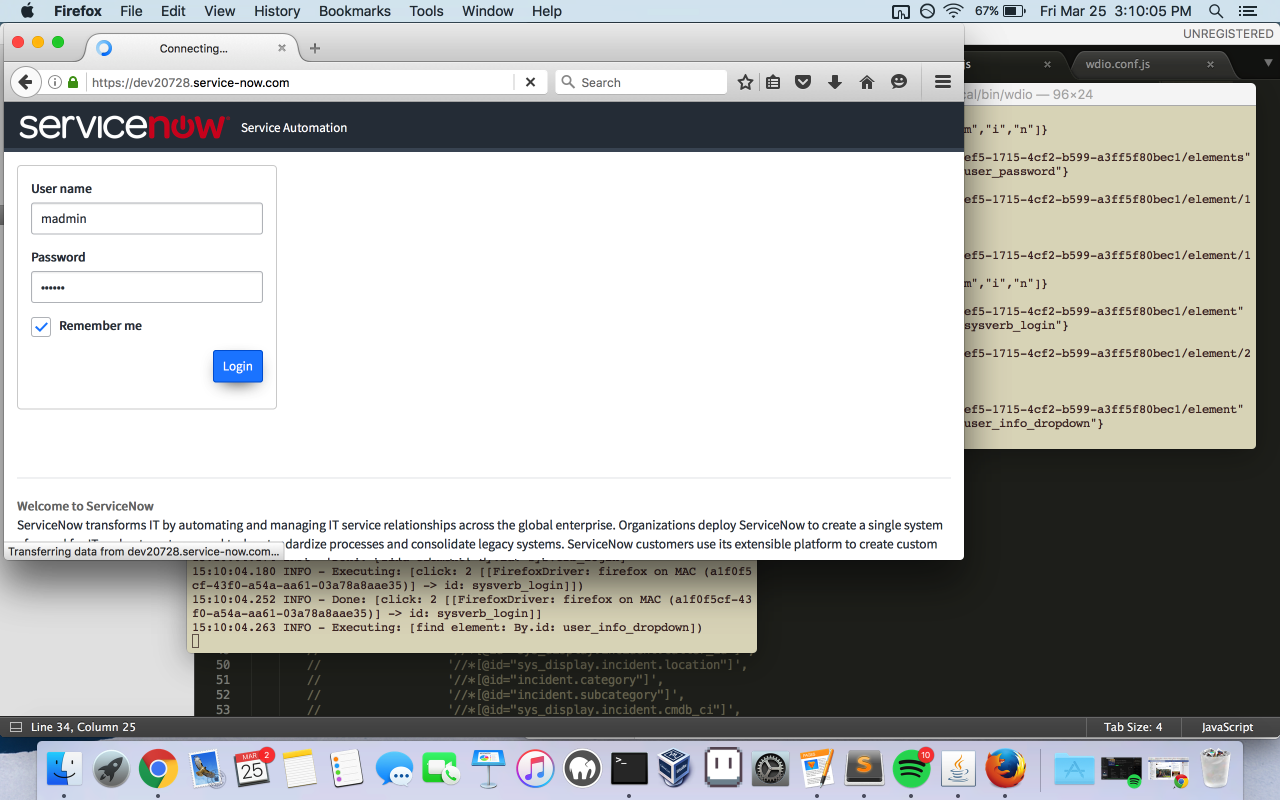 Firefox File Edit View History Bookmarks Tools Window Help 67% Fri Mar 25 3:10:05 PM
UNREGISTERED
Connecting...
s
wdio.conf.js
https://dev20728.service-now.com
Search
cal/bin/wdio — 96×24
servicenow Service Automation
User name
madmin
Password
••••••
Remember me
Login
Welcome to ServiceNow
ServiceNow transforms IT by automating and managing IT service relationships across the global enterprise. Organizations deploy ServiceNow to create a single system
dardize processes and consolidate legacy systems. ServiceNow customers use its extensible platform to create custom
Transferring data from dev20728.service-now.com...
m","i","n"]}
ef5-1715-4cf2-b599-a3ff5f80bec1/elements"
user_password"}
ef5-1715-4cf2-b599-a3ff5f80bec1/element/1
ef5-1715-4cf2-b599-a3ff5f80bec1/element/1
m","i","n"]}
ef5-1715-4cf2-b599-a3ff5f80bec1/element"
sysverb_login"}
ef5-1715-4cf2-b599-a3ff5f80bec1/element/2
ef5-1715-4cf2-b599-a3ff5f80bec1/element"
user_info_dropdown"}
15:10:04.180 INFO - Executing: [click: 2 [[FirefoxDriver: firefox on MAC (a1f0f5
cf-43f0-a54a-aa61-03a78a8aae35)] -> id: sysverb_login]])
15:10:04.252 INFO - Done: [click: 2 [[FirefoxDriver: firefox on MAC (a1f0f5cf-43
f0-a54a-aa61-03a78a8aae35)] -> id: sysverb_login]]
15:10:04.263 INFO - Executing: [find element: By.id: user_info_dropdown])
50 // '//*[@id="sys_display.incident.location"]',
51 // '//*[@id="incident.category"]',
52 // '//*[@id="incident.subcategory"]',
53 // '//*[@id="sys_display.incident.cmdb_ci"]',
Line 34, Column 25
Tab Size: 4
JavaScript
MAR 25
2
10